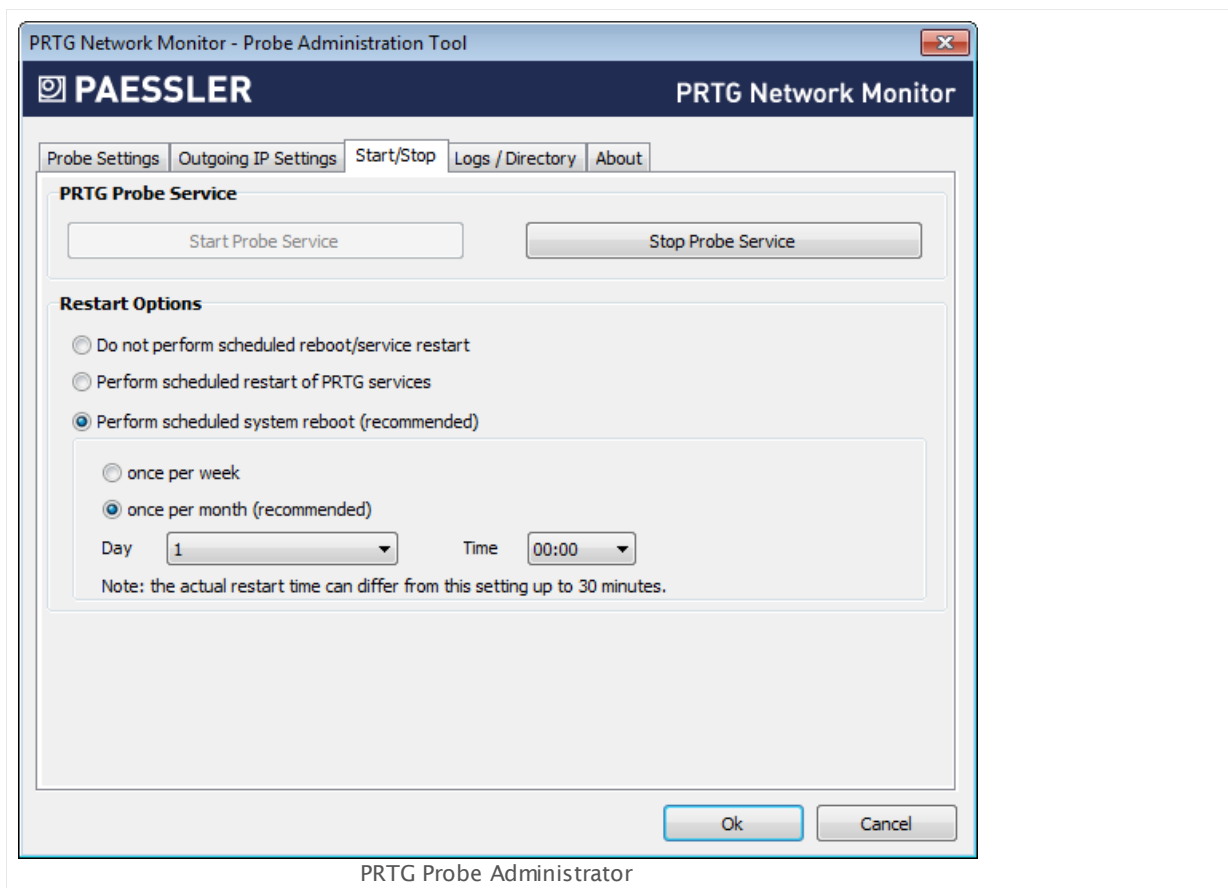 PRTG Network Monitor - Probe Administration Tool
PAESSLER PRTG Network Monitor
Probe Settings Outgoing IP Settings Start/Stop Logs / Directory About
PRTG Probe Service
Start Probe Service Stop Probe Service
Restart Options
Do not perform scheduled reboot/service restart
Perform scheduled restart of PRTG services
Perform scheduled system reboot (recommended)
once per week
once per month (recommended)
Day 1 Time 00:00
Note: the actual restart time can differ from this setting up to 30 minutes.
Ok Cancel
PRTG Probe Administrator